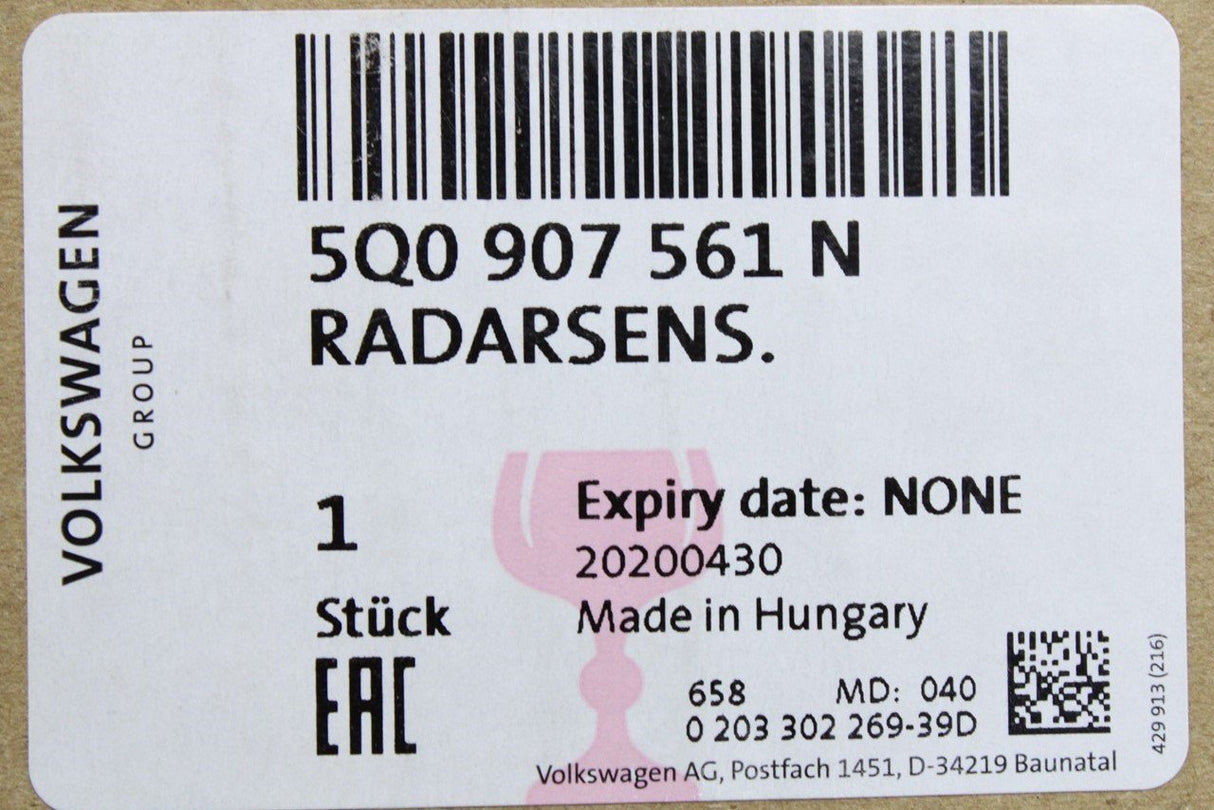 VOLKSWAGEN
GROUP
5Q0 907 561 N
RADARSENS.
1
Stück
EAC
Expiry date: NONE
20200430
Made in Hungary
658 MD: 040
0 203 302 269-39D
Volkswagen AG, Postfach 1451, D-34219 Baunatal
429 913 (216)